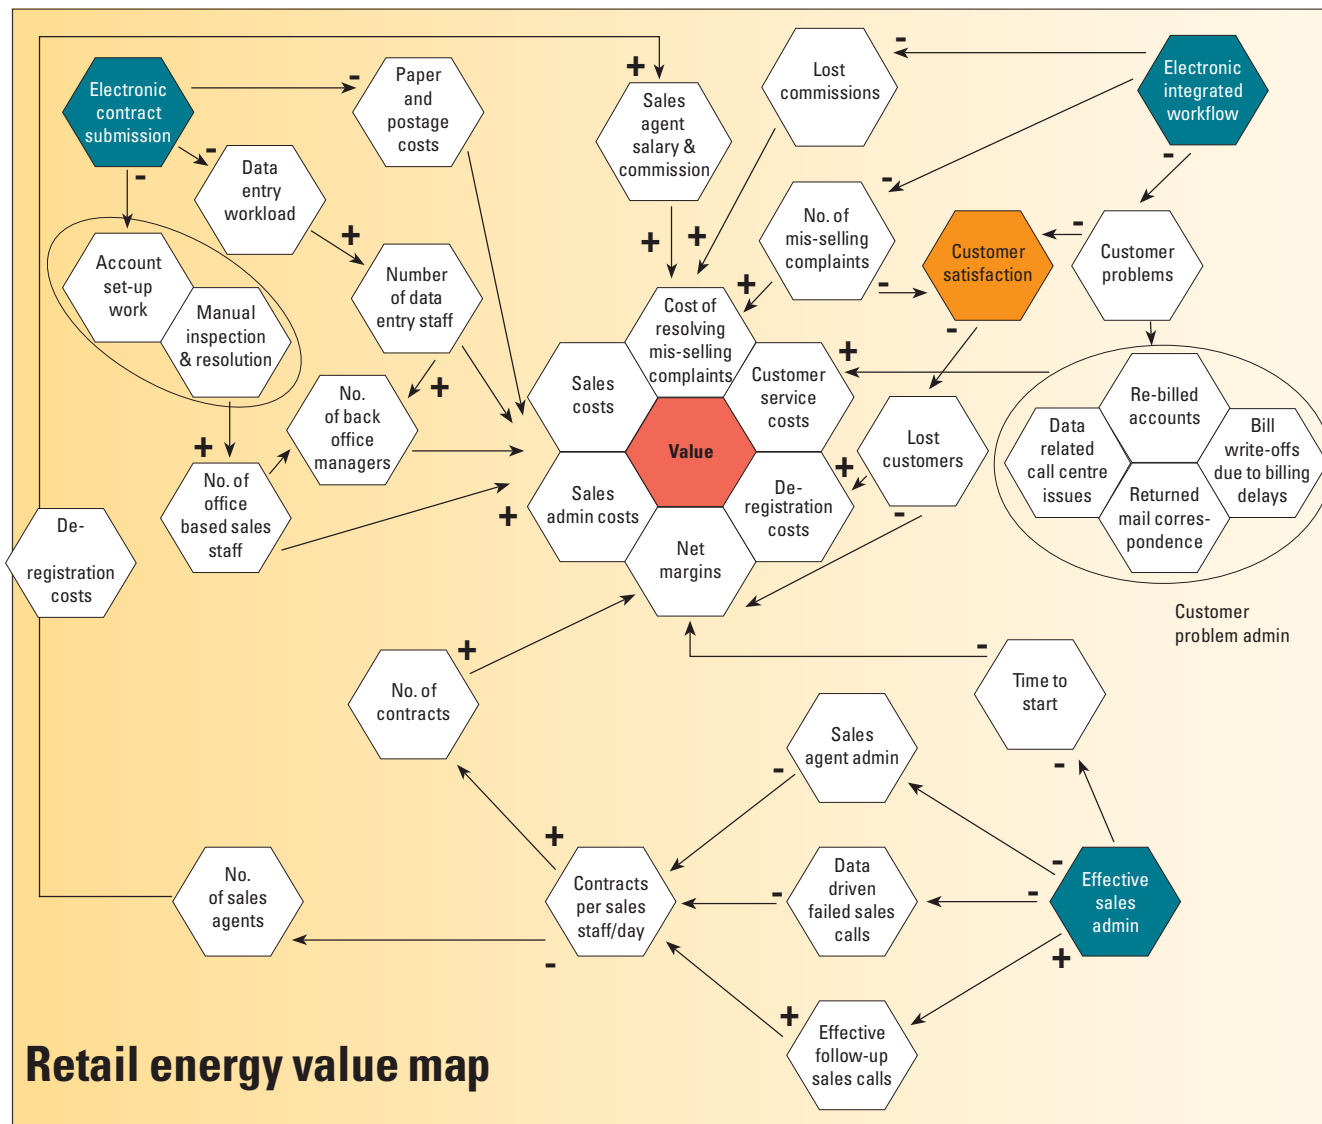 Electronic
contract
submission
-
Paper
and
postage
costs
+
Sales
agent
salary &
commission
-
Lost
commissions
Electronic
integrated
workflow
-
-
Data
entry
workload
-
-
No. of
mis-selling
complaints
-
Customer
satisfaction
-
Customer
problems
+
+
+
Account
set-up
work
Manual
inspection
& resolution
Number
of data
entry staff
+
-
-
Cost of
resolving
mis-selling
complaints
+
Sales
costs
Customer
service
costs
+
No.
of back
office
managers
Value
Lost
customers
Re-billed
accounts
Data
related
call centre
issues
Bill
write-offs
due to billing
delays
Returned
mail corres-
pondence
+
No. of
office
based sales
staff
+
Sales
admin costs
De-
registration
costs
+
-
Net
margins
De-
registration
costs
Customer
problem admin
+
No. of
contracts
-
Time to
start
-
Sales
agent admin
-
+
No.
of sales
agents
Contracts
per sales
staff/day
-
-
Data
driven
failed sales
calls
-
-
Effective
sales
admin
+
+
Effective
follow-up
sales calls
Retail energy value map